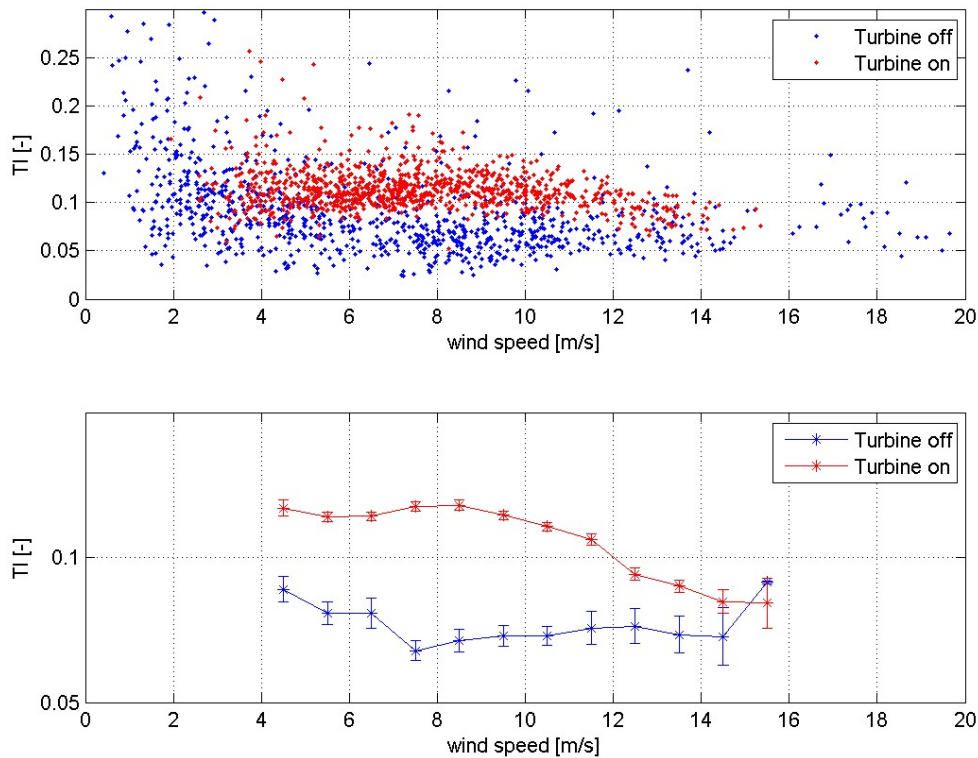 Turbine off
Turbine on
TI [-]
0.25
0.2
0.15
0.1
0.05
0
0 2 4 6 8 10 12 14 16 18 20
wind speed [m/s]
Turbine off
Turbine on
TI [-]
0.1
0.05
0 2 4 6 8 10 12 14 16 18 20
wind speed [m/s]